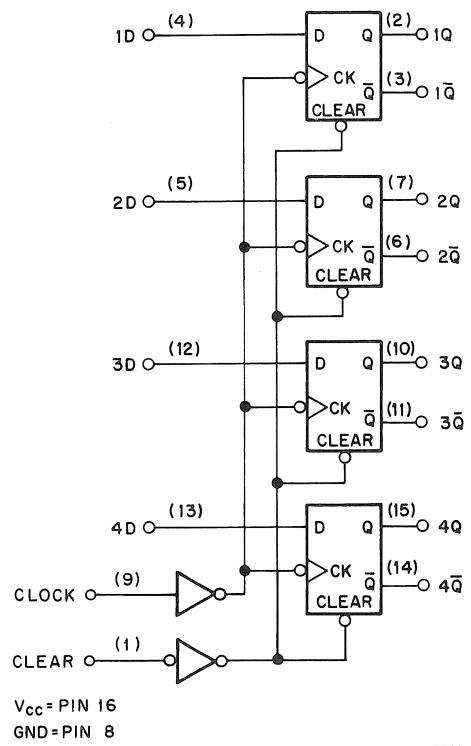 1D (4) D Q (2) 1Q
CK Q̅ (3) 1Q̅
CLEAR
2D (5) D Q (7) 2Q
CK Q̅ (6) 2Q̅
CLEAR
3D (12) D Q (10) 3Q
CK Q̅ (11) 3Q̅
CLEAR
4D (13) D Q (15) 4Q
CK Q̅ (14) 4Q̅
CLEAR
CLOCK (9)
CLEAR (1)
VCC = PIN 16
GND = PIN 8